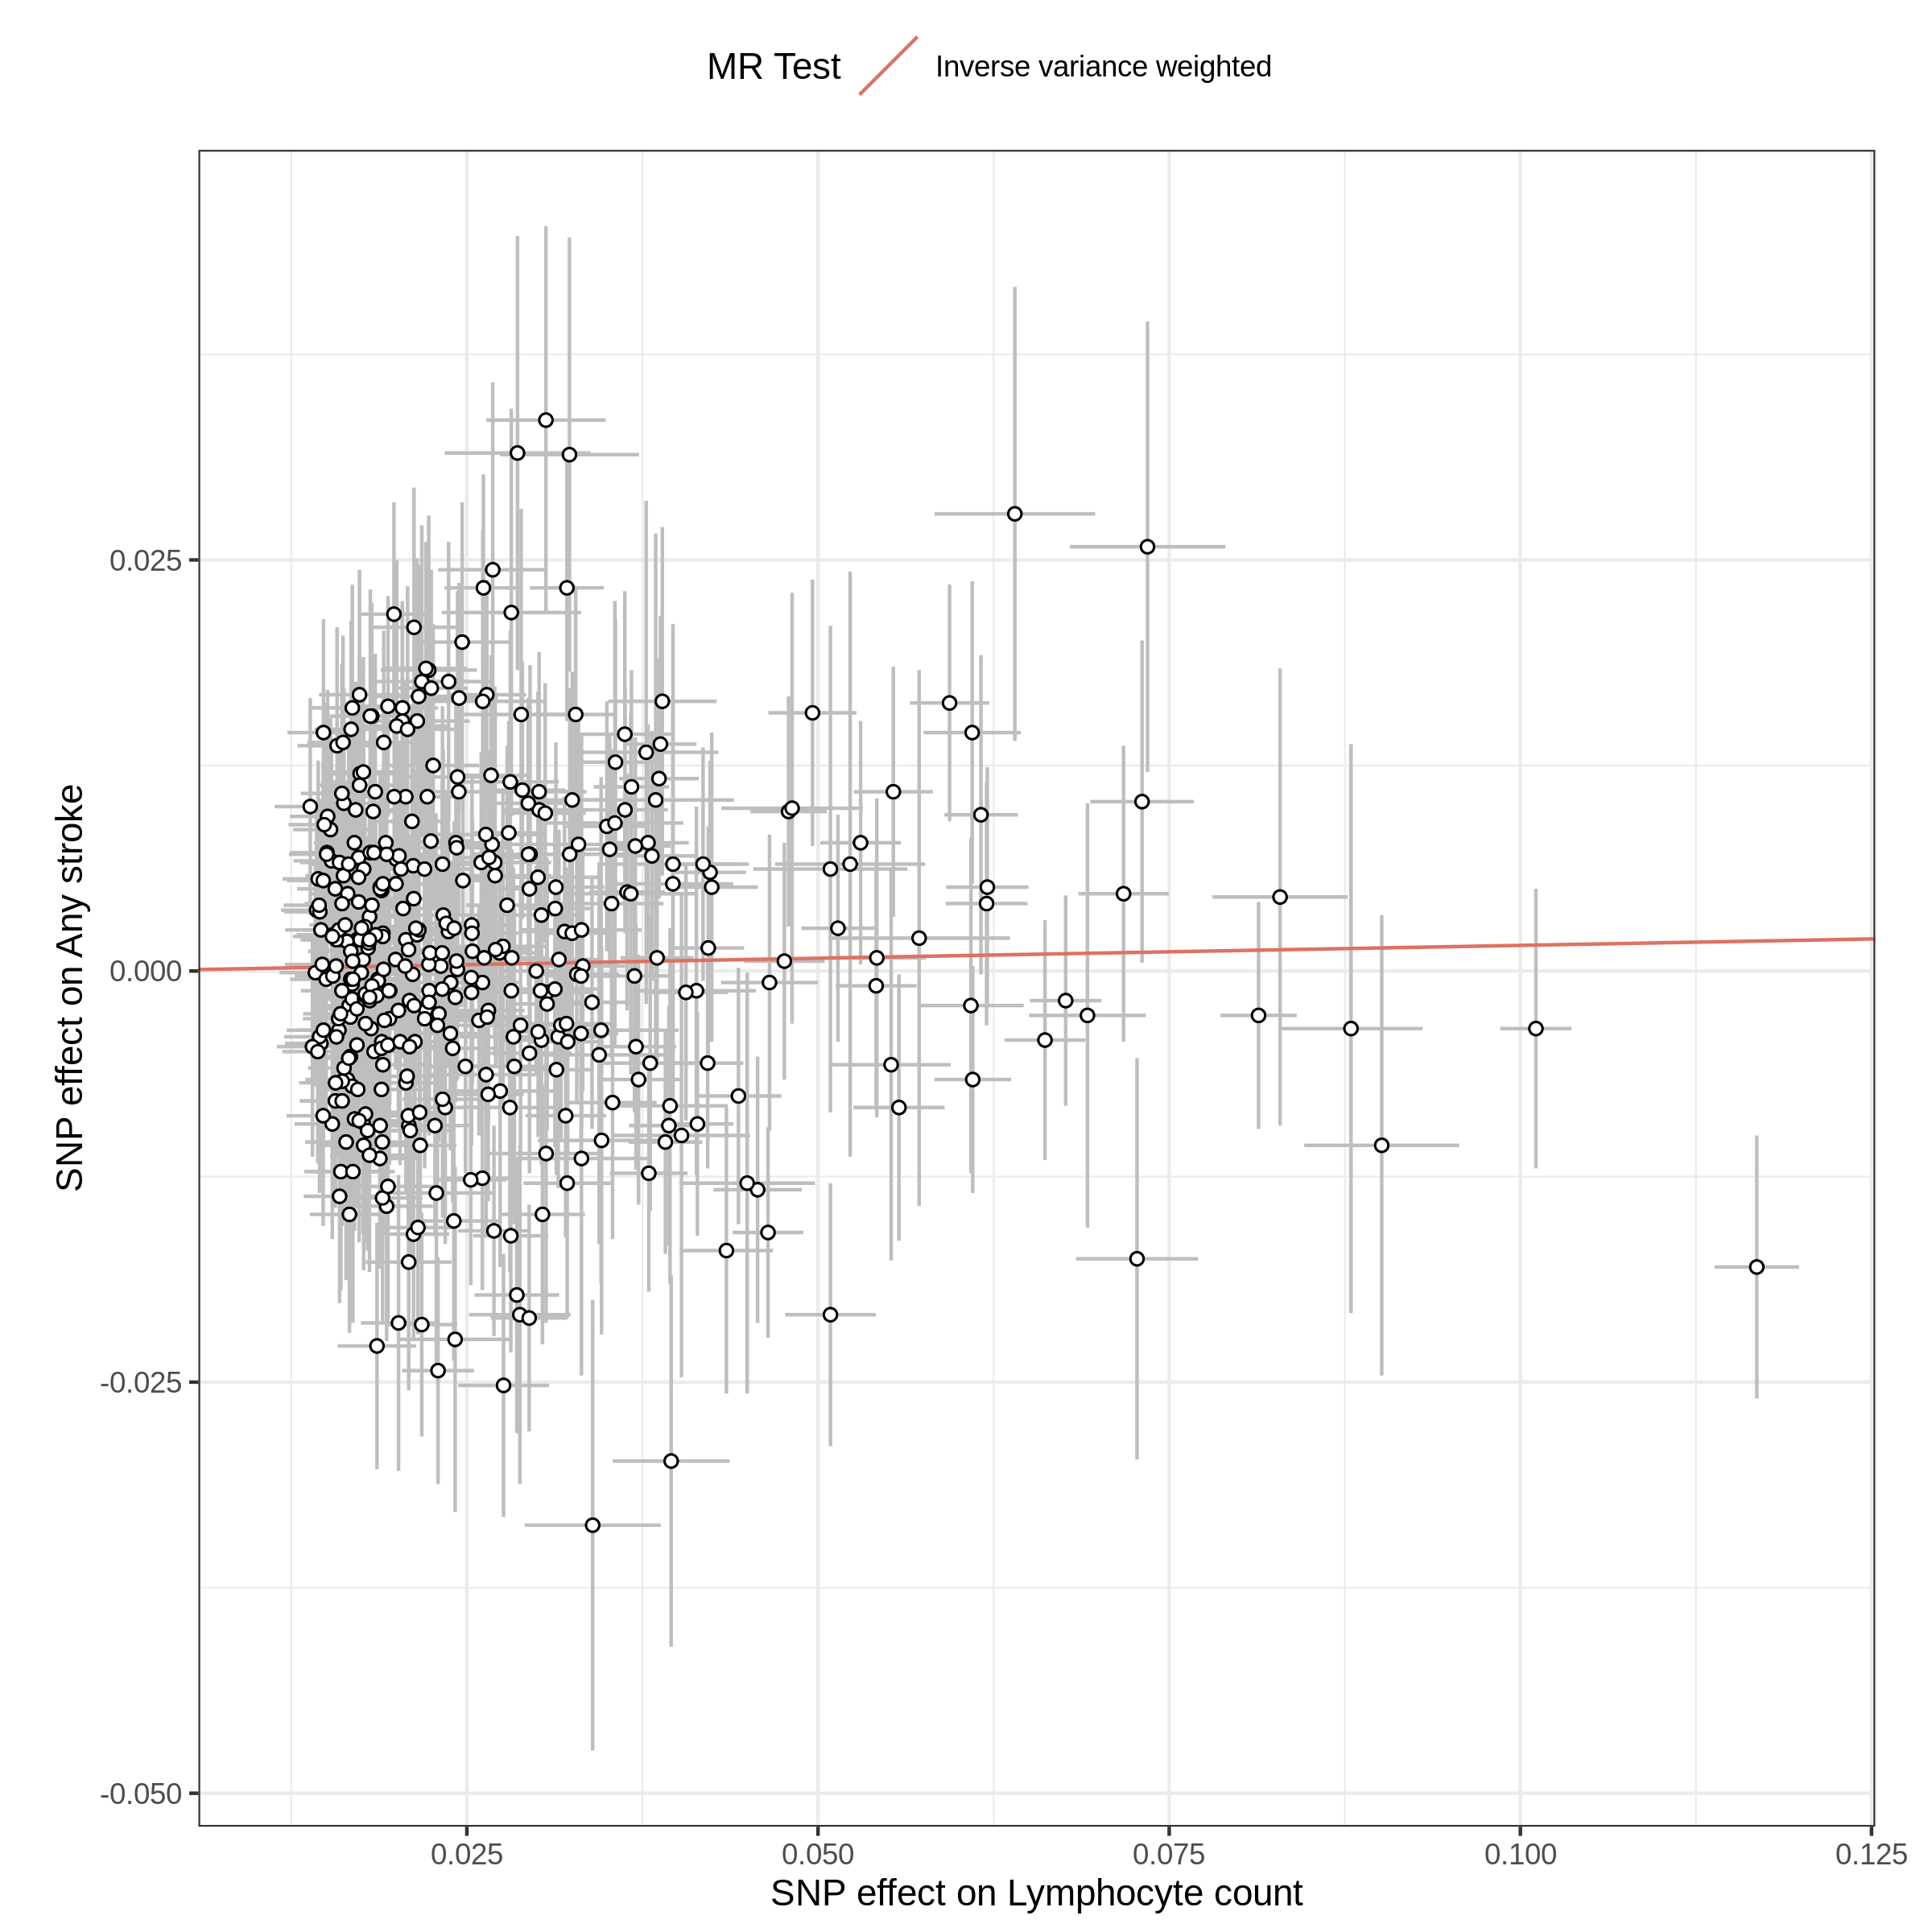 MR Test
Inverse variance weighted
SNP effect on Any stroke
0.025
0.000
-0.025
-0.050
0.025
0.050
0.075
0.100
0.125
SNP effect on Lymphocyte count